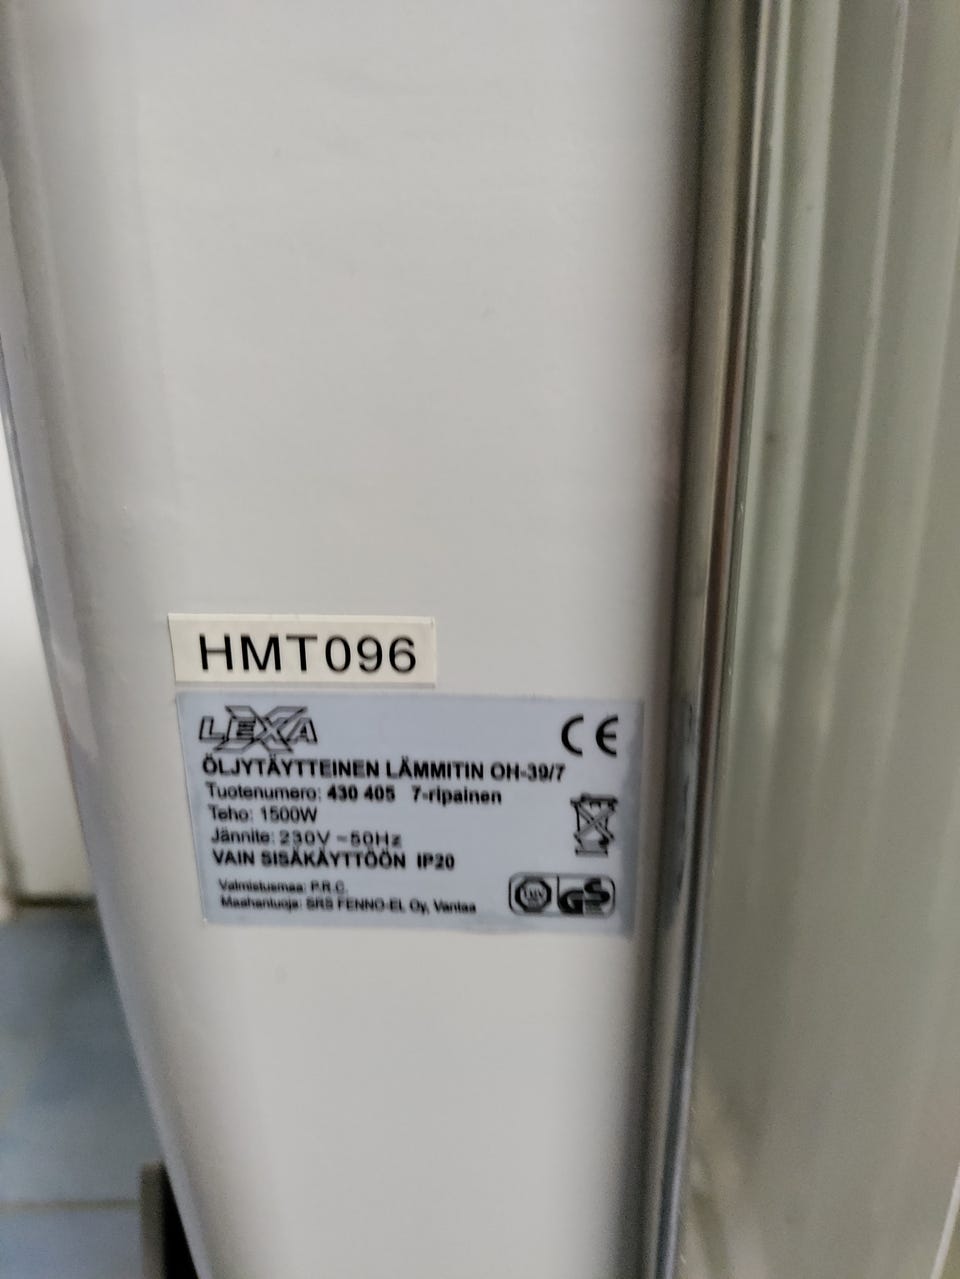 HMT096
LEXA
CE
ÖLJYTÄYTTEINEN LÄMMITIN OH-39/7
Tuotenumero: 430 405 7-ripainen
Teho: 1500W
Jännite: 230V ~50Hz
VAIN SISÄKÄYTTÖÖN IP20
Valmistusmaa: P.R.C.
Maahantuoja: SRS FENNO-EL Oy, Vantaa
GS